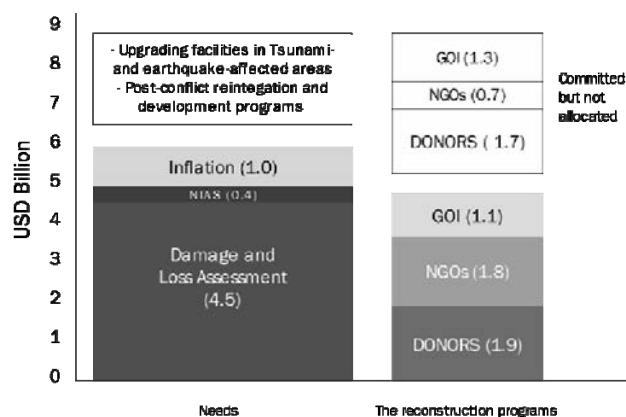 9
8
7
6
5
4
3
2
1
0
USD Billion
- Upgrading facilities in Tsunami-
and earthquake-affected areas
- Post-conflict reintegation and
development programs
Inflation (1.0)
NIAS (0.4)
Damage and
Loss Assessment
(4.5)
Needs
GOI (1.3)
NGOs (0.7)
DONORS ( 1.7)
Committed
but not
allocated
GOI (1.1)
NGOs (1.8)
DONORS (1.9)
The reconstruction programs